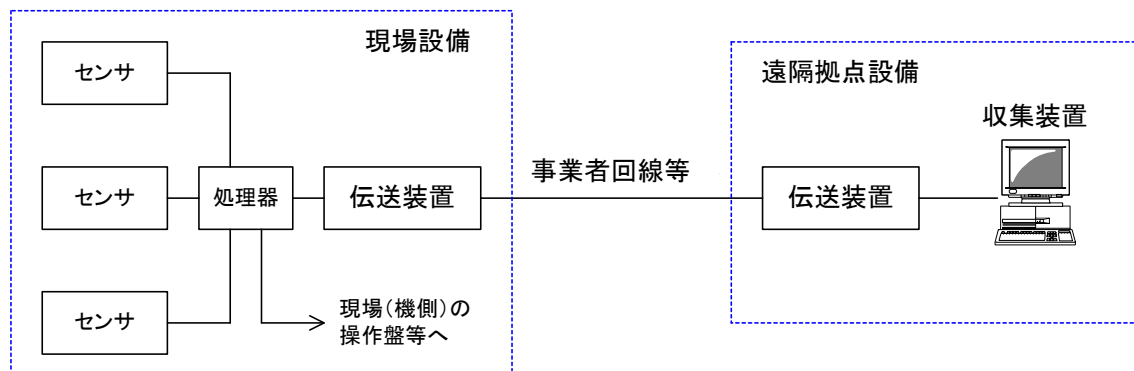 現場設備
センサ
遠隔拠点設備
収集装置
事業者回線等
センサ
処理器
伝送装置
伝送装置
センサ
現場(機側)の
操作盤等へ